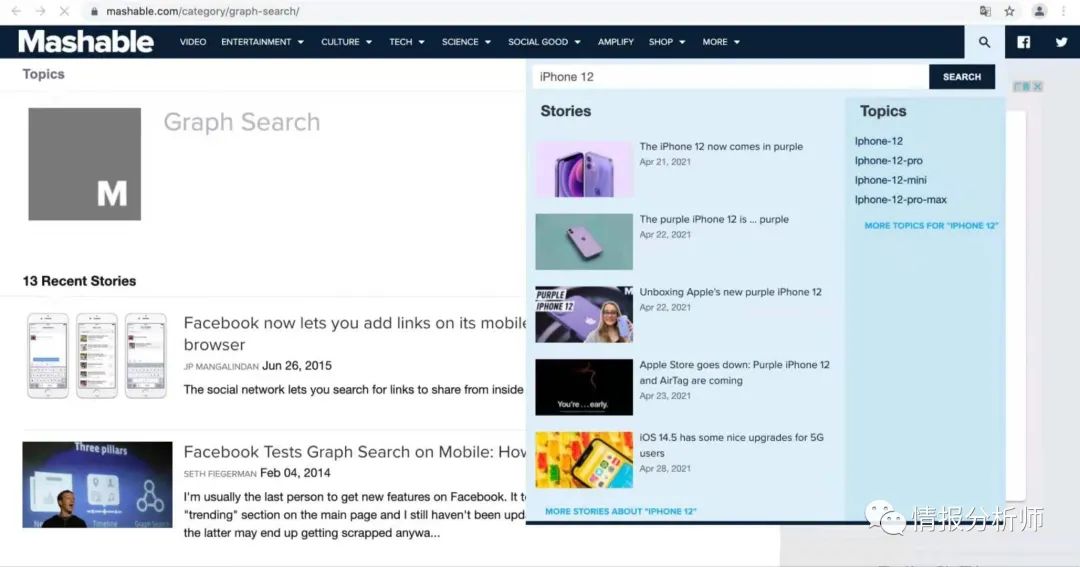 mashable.com/category/graph-search/
Mashable
VIDEO ENTERTAINMENT CULTURE TECH SCIENCE SOCIAL GOOD AMPLIFY SHOP MORE
Topics
M
Graph Search
13 Recent Stories
Facebook now lets you add links on its mobile
browser
JP MANGALINDAN Jun 26, 2015
The social network lets you search for links to share from inside
Three pillars
Timeline
Graph Search
Facebook Tests Graph Search on Mobile: How
SETH FIEGERMAN Feb 04, 2014
I'm usually the last person to get new features on Facebook. It to
"trending" section on the main page and I still haven't been upd
the latter may end up getting scrapped anywa...
iPhone 12
SEARCH
Stories
The iPhone 12 now comes in purple
Apr 21, 2021
The purple iPhone 12 is ... purple
Apr 22, 2021
PURPLE
IPHONE 12
M
Unboxing Apple's new purple iPhone 12
Apr 22, 2021
You're ... early.
Apple Store goes down: Purple iPhone 12
and AirTag are coming
Apr 23, 2021
iOS 14.5 has some nice upgrades for 5G
users
Apr 28, 2021
MORE STORIES ABOUT "IPHONE 12"
Topics
Iphone-12
Iphone-12-pro
Iphone-12-mini
Iphone-12-pro-max
MORE TOPICS FOR "IPHONE 12"
情报分析师